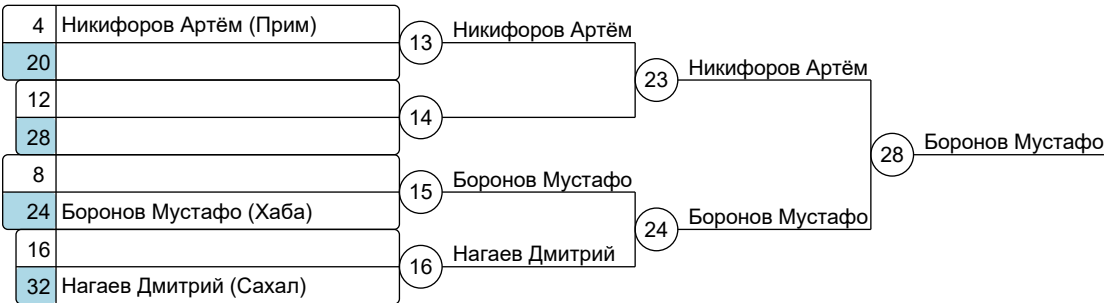 4 Никифоров Артём (Прим)
20
12
28
8
24 Боронов Мустафо (Хаба)
16
32 Нагаев Дмитрий (Сахал)
13 Никифоров Артём
14
15 Боронов Мустафо
16 Нагаев Дмитрий
23 Никифоров Артём
24 Боронов Мустафо
28 Боронов Мустафо